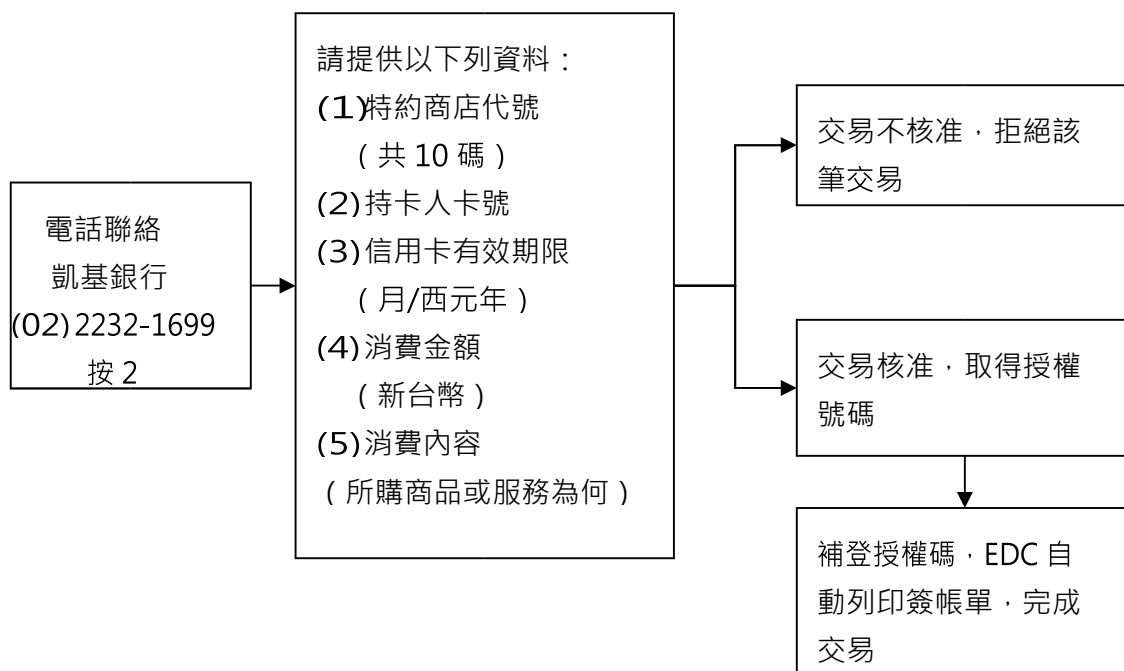 電話聯絡
凱基銀行
(02)2232-1699
按 2
請提供以下列資料：
(1)特約商店代號
（共 10 碼）
(2)持卡人卡號
(3)信用卡有效期限
（月/西元年）
(4)消費金額
（新台幣）
(5)消費內容
（所購商品或服務為何）
交易不核准，拒絕該
筆交易
交易核准，取得授權
號碼
補登授權碼，EDC 自
動列印簽帳單，完成
交易